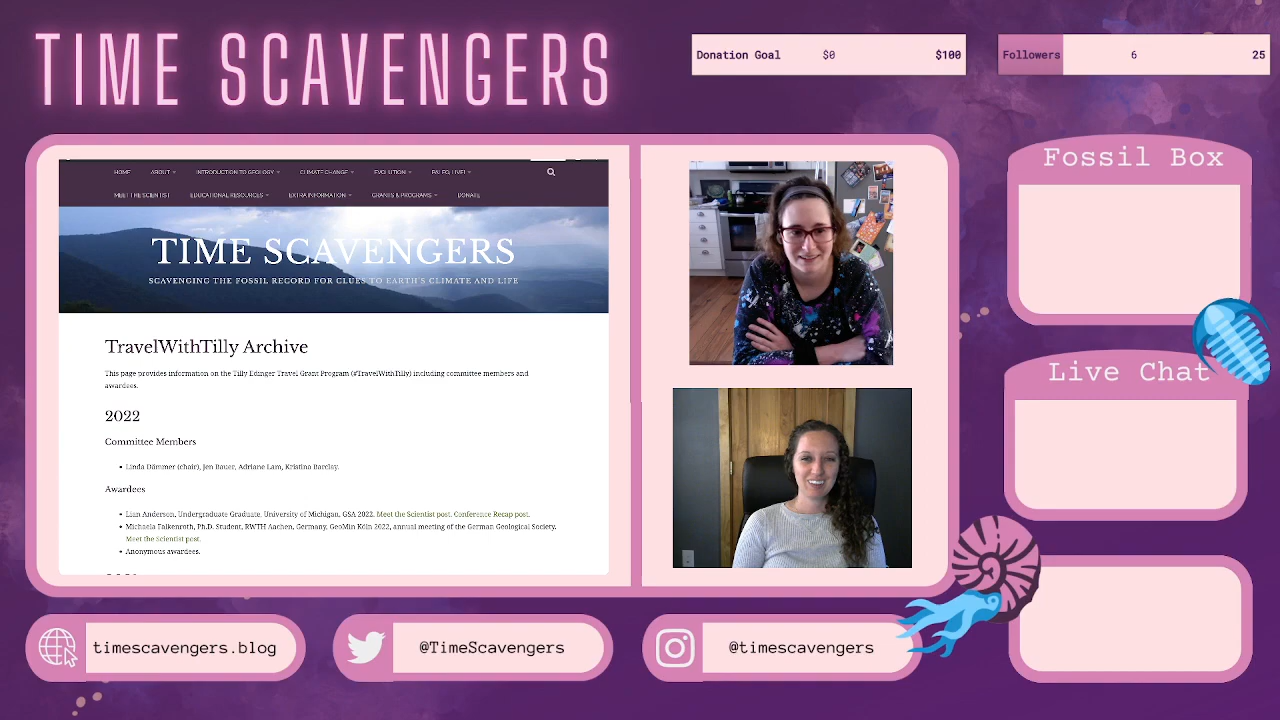 TIME SCAVENGERS
Donation Goal $0 $100
Followers 6 25
HOME ABOUT INTRODUCTION TO GEOLOGY CLIMATE CHANGE EVOLUTION PALEO LIVE!
MEET THE SCIENTIST EDUCATIONAL RESOURCES EXTRA INFORMATION GRANTS & PROGRAMS DONATE
TIME SCAVENGERS
SCAVENGING THE FOSSIL RECORD FOR CLUES TO EARTH'S CLIMATE AND LIFE
TravelWithTilly Archive
This page provides information on the Tilly Edinger Travel Grant Program (#TravelWithTilly) including committee members and
awardees.
2022
Committee Members
Linda Dämmer (chair), Jen Bauer, Adriane Lam, Kristina Barclay.
Awardees
Lian Anderson, Undergraduate Graduate, University of Michigan, GSA 2022. Meet the Scientist post. Conference Recap post.
Michaela Falkenroth, Ph.D. Student, RWTH Aachen, Germany, GeoMin Köln 2022, annual meeting of the German Geological Society.
Meet the Scientist post.
Anonymous awardees.
Fossil Box
Live Chat
timescavengers.blog
@TimeScavengers
@timescavengers